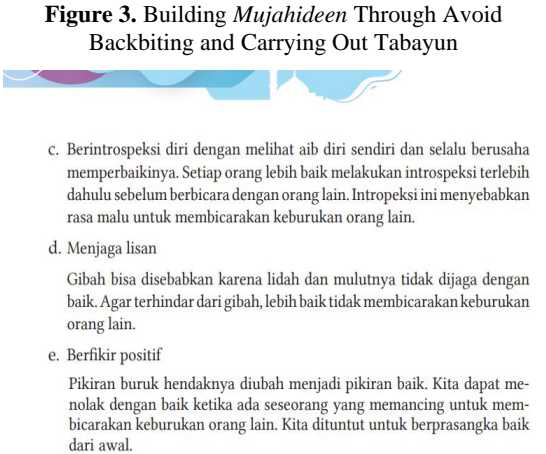 Figure 3. Building Mujahideen Through Avoid
Backbiting and Carrying Out Tabayun
c. Berintrospeksi diri dengan melihat aib diri sendiri dan selalu berusaha
memperbaikinya. Setiap orang lebih baik melakukan introspeksi terlebih
dahulu sebelum berbicara dengan orang lain. Intropeksi ini menyebabkan
rasa malu untuk membicarakan keburukan orang lain.
d. Menjaga lisan
Gibah bisa disebabkan karena lidah dan mulutnya tidak dijaga dengan
baik. Agar terhindar dari gibah, lebih baik tidak membicarakan keburukan
orang lain.
e. Berfikir positif
Pikiran buruk hendaknya diubah menjadi pikiran baik. Kita dapat me-
nolak dengan baik ketika ada seseorang yang memancing untuk mem-
bicarakan keburukan orang lain. Kita dituntut untuk berprasangka baik
dari awal.